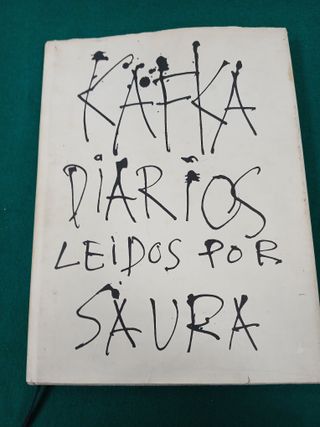 KAFKA
DIARIOS
LEIDOS POR
SAURA